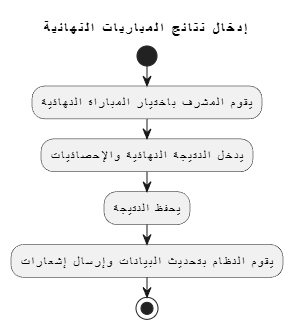 إدخال نتائج المباريات النهائية
يقوم المشرف باختيار المباراة النهائية
يدخل النتيجة النهائية والإحصائيات
يحفظ النتيجة
يقوم النظام بتحديث البيانات وإرسال إشعارات